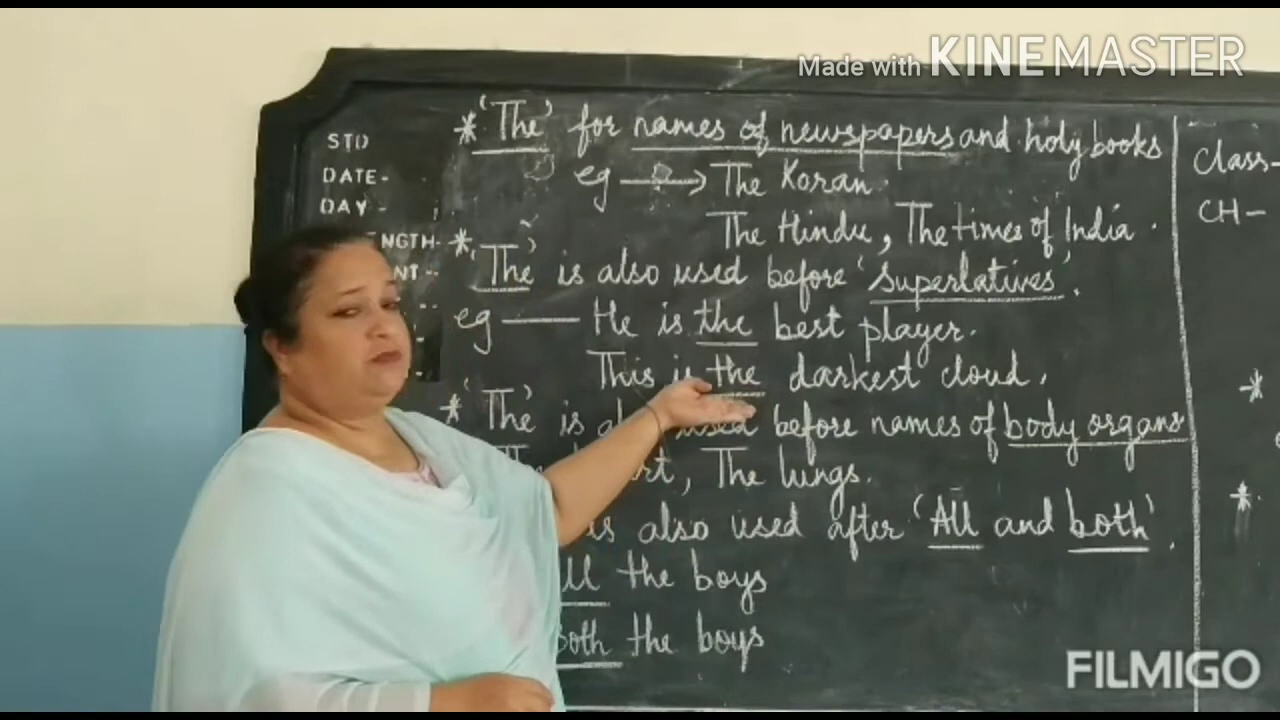 Made with KINEMASTER
STD
DATE-
DAY-
NGTH-
NT--
* 'The' for names of newspapers and holy books
eg → The Koran.
The Hindu, The times of India.
* 'The' is also used before 'superlatives'.
eg — He is the best player.
This is the darkest cloud.
* 'The' is used before names of body organs
The lungs.
is also used after 'All and both'.
the boys
Both the boys
Class-
CH-
*
*
FILMIGO